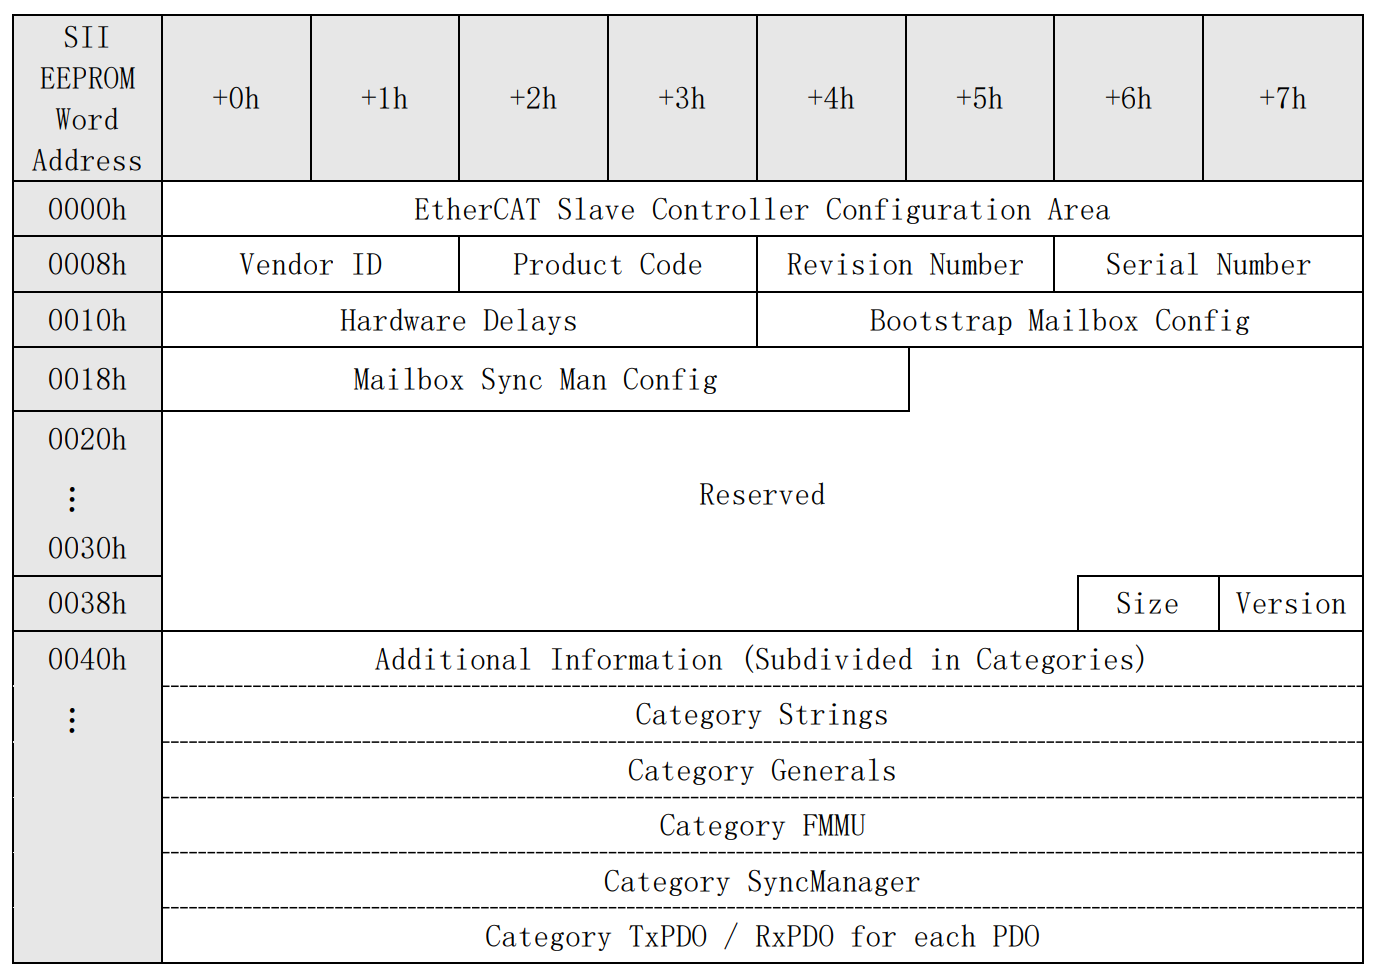 SII
EEPROM
Word
Address
+0h +1h +2h +3h +4h +5h +6h +7h
0000h EtherCAT Slave Controller Configuration Area
0008h Vendor ID Product Code Revision Number Serial Number
0010h Hardware Delays Bootstrap Mailbox Config
0018h Mailbox Sync Man Config
0020h
⋮
Reserved
0030h
0038h Size Version
0040h Additional Information (Subdivided in Categories)
⋮ Category Strings
Category Generals
Category FMMU
Category SyncManager
Category TxPDO / RxPDO for each PDO